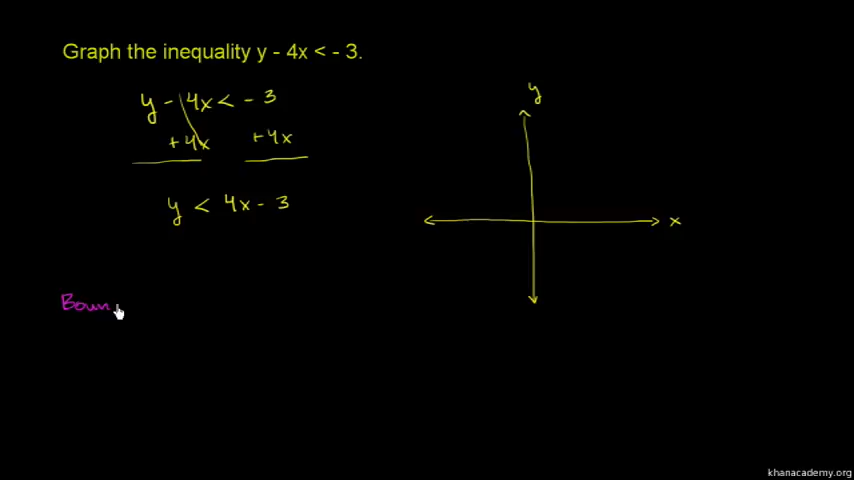 Graph the inequality y - 4x < - 3.
y - 4x < - 3
+ 4x + 4x
y < 4x - 3
y
x
Boun
khanacademy.org